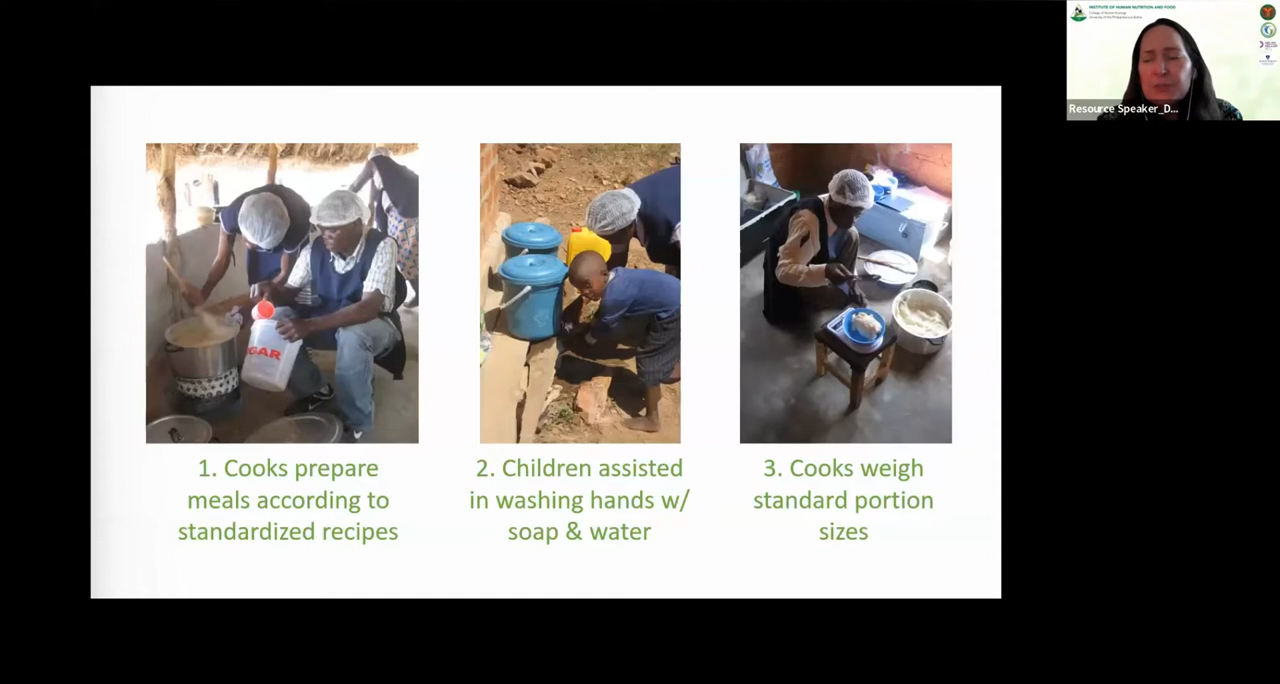 INSTITUTE OF HUMAN NUTRITION AND FOOD
College of Human Ecology
University of the Philippines Los Baños
Resource Speaker_D...
GAR
1. Cooks prepare
meals according to
standardized recipes
2. Children assisted
in washing hands w/
soap & water
3. Cooks weigh
standard portion
sizes